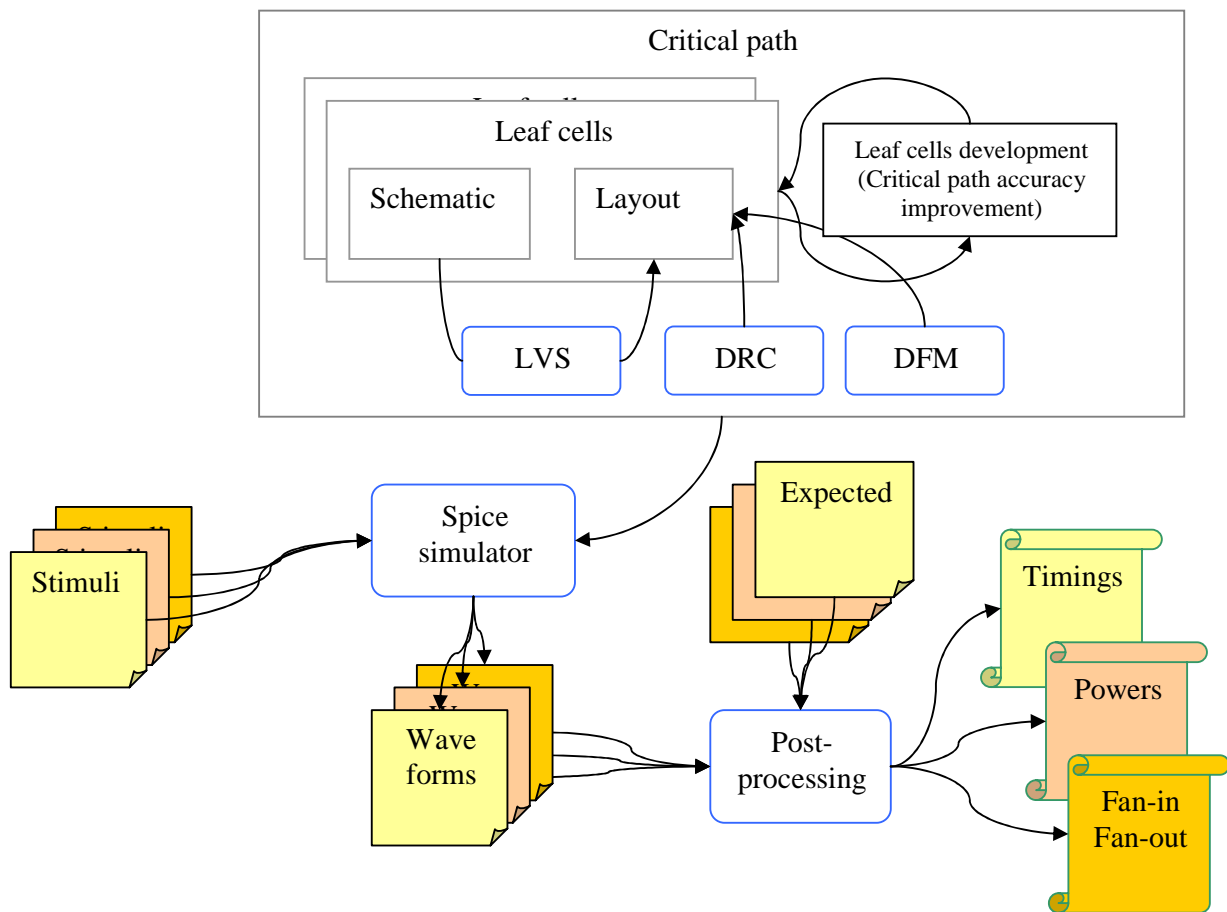 Critical path
Leaf cells
Schematic
Layout
Leaf cells development
(Critical path accuracy
improvement)
LVS
DRC
DFM
Stimuli
Spice
simulator
Expected
Wave
forms
Post-
processing
Timings
Powers
Fan-in
Fan-out